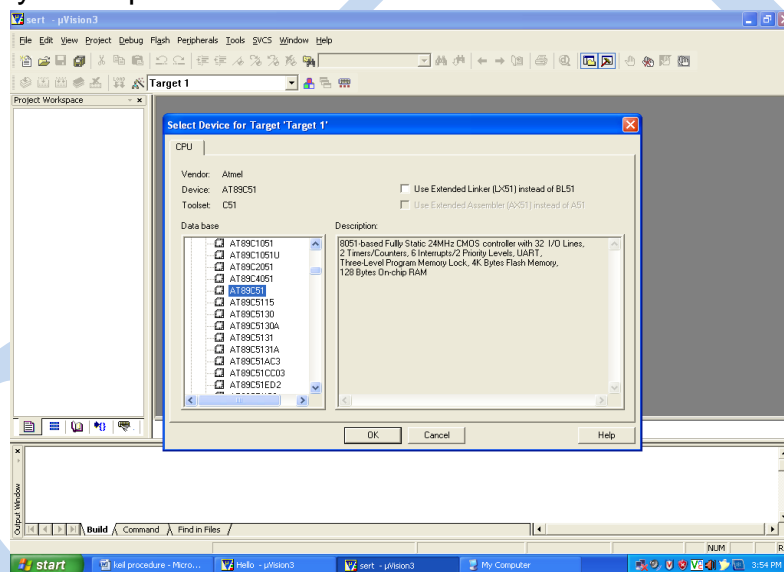 sert - µVision3
File Edit View Project Debug Flash Peripherals Tools SVCS Window Help
Target 1
Project Workspace
Select Device for Target 'Target 1'
CPU
Vendor: Atmel
Device: AT89C51
Toolset: C51
Use Extended Linker (LX51) instead of BL51
Use Extended Assembler (AX51) instead of A51
Data base
Description:
AT89C1051
AT89C1051U
AT89C2051
AT89C4051
AT89C51
AT89C5115
AT89C5130
AT89C5130A
AT89C5131
AT89C5131A
AT89C51AC3
AT89C51CC03
AT89C51ED2
8051-based Fully Static 24MHz CMOS controller with 32 I/O Lines,
2 Timers/Counters, 6 Interrupts/2 Priority Levels, UART,
Three-Level Program Memory Lock, 4K Bytes Flash Memory,
128 Bytes On-chip RAM
OK Cancel Help
Output Window
Build Command Find in Files
NUM R
start keil procedure - Micro... Hello - µVision3 sert - µVision3 My Computer 3:54 PM